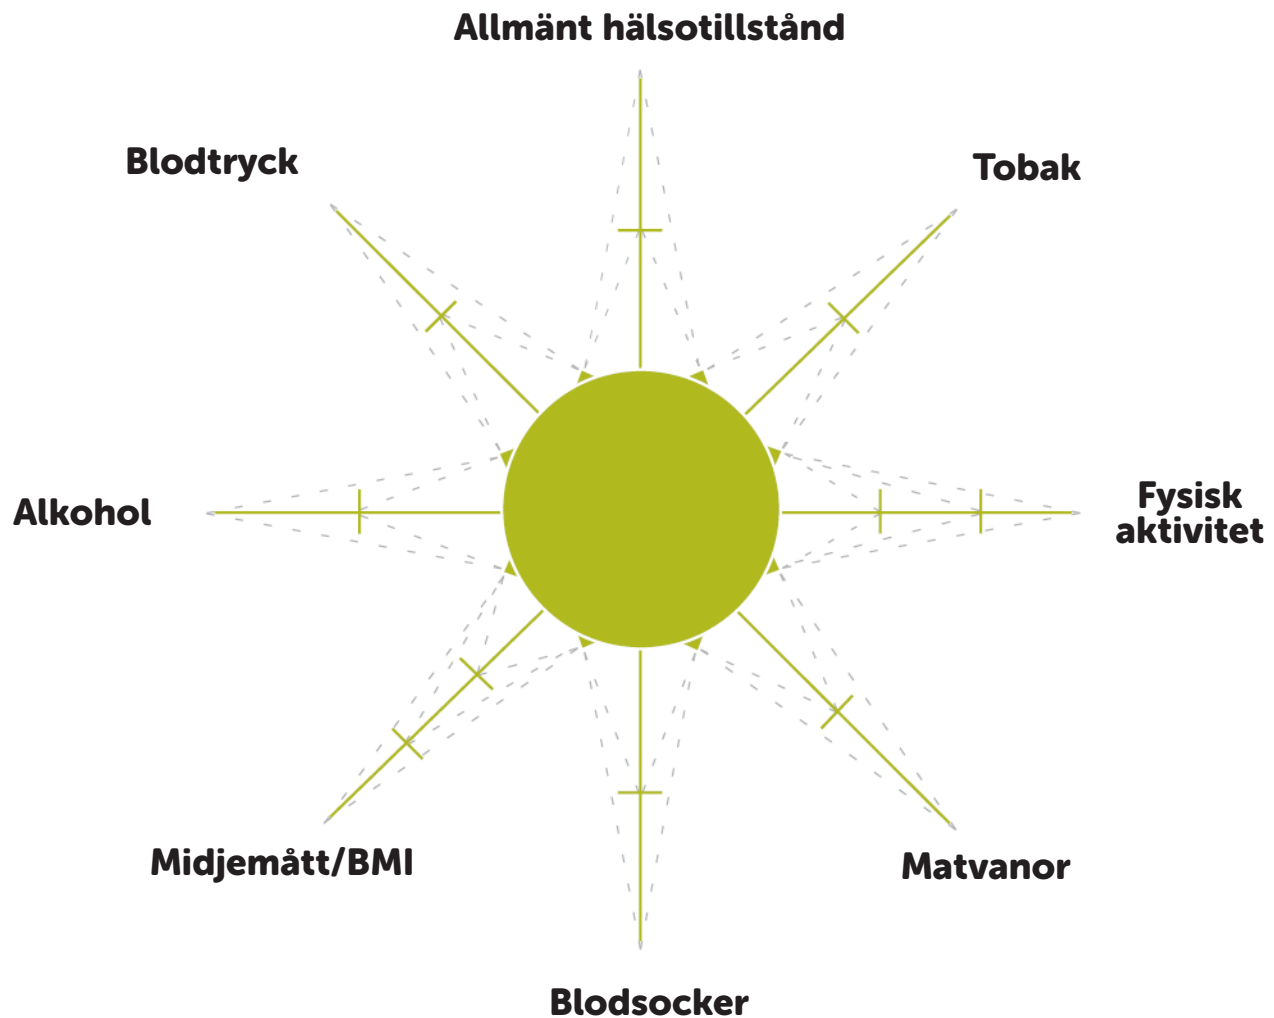 Allmänt hälsotillstånd
Blodtryck
Tobak
Alkohol
Fysisk
aktivitet
Midjemått/BMI
Matvanor
Blodsocker